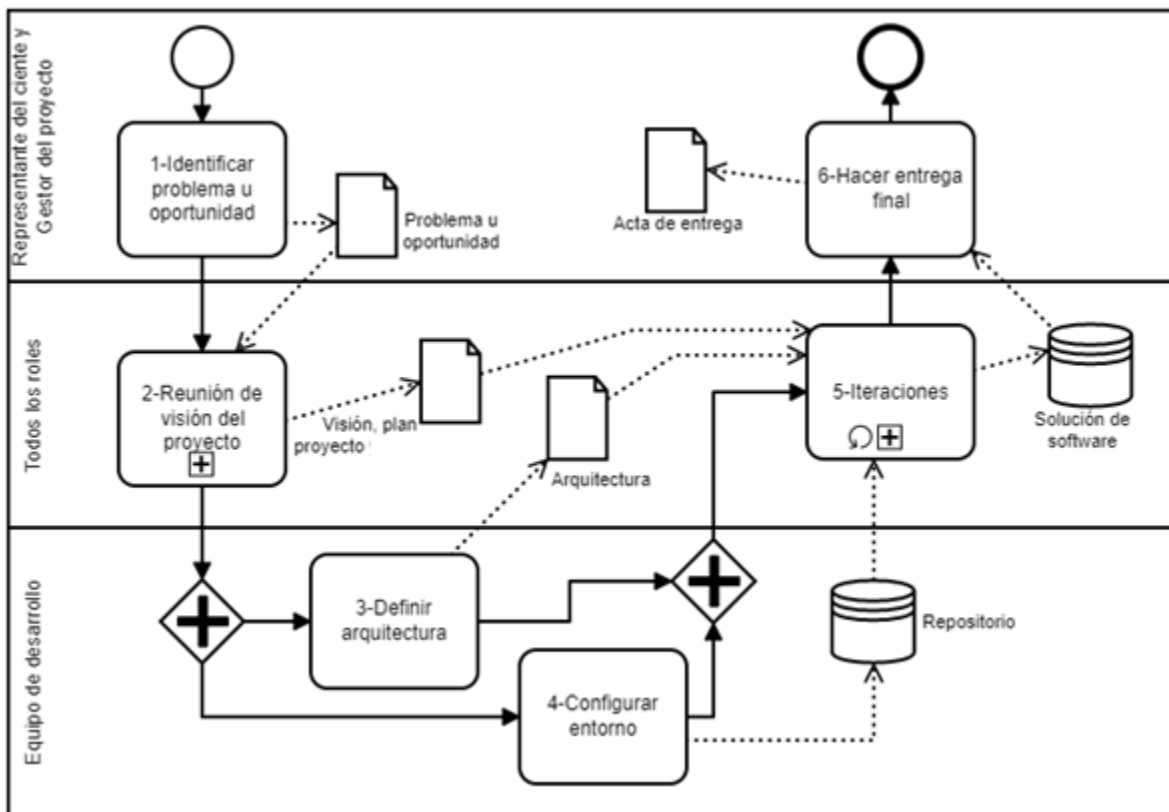 Representante del ciente y
Gestor del proyecto
1-Identificar
problema u
oportunidad
Problema u
oportunidad
Acta de entrega
6-Hacer entrega
final
Todos los roles
2-Reunión de
visión del
proyecto
Visión, plan
proyecto
Arquitectura
5-Iteraciones
Solución de
software
Equipo de desarrollo
3-Definir
arquitectura
4-Configurar
entorno
Repositorio